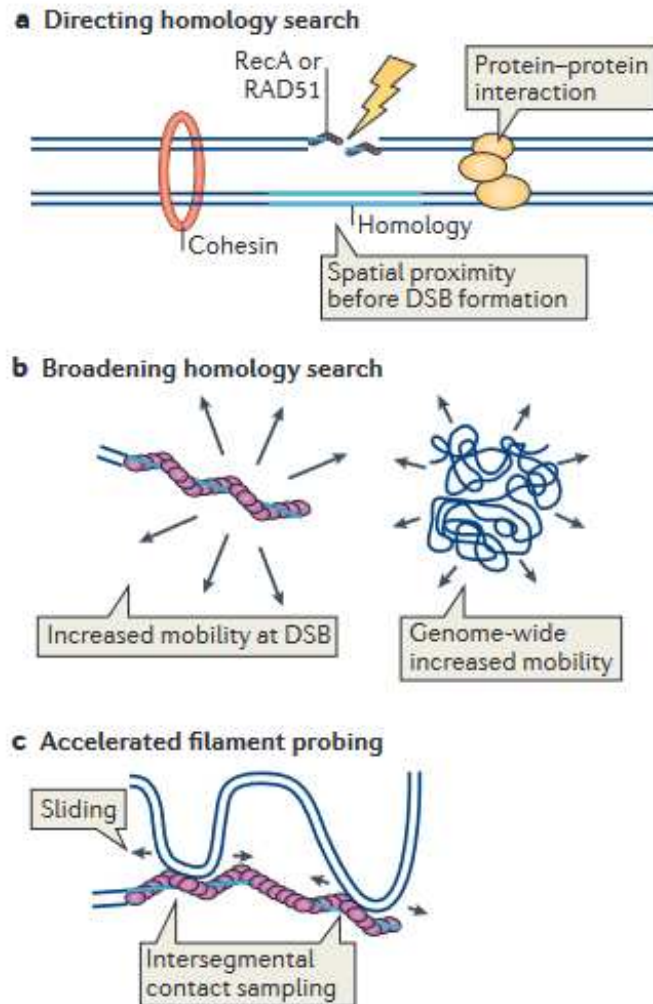 a Directing homology search
RecA or
RAD51
Protein–protein
interaction
Cohesin
Homology
Spatial proximity
before DSB formation
b Broadening homology search
Increased mobility at DSB
Genome-wide
increased mobility
c Accelerated filament probing
Sliding
Intersegmental
contact sampling